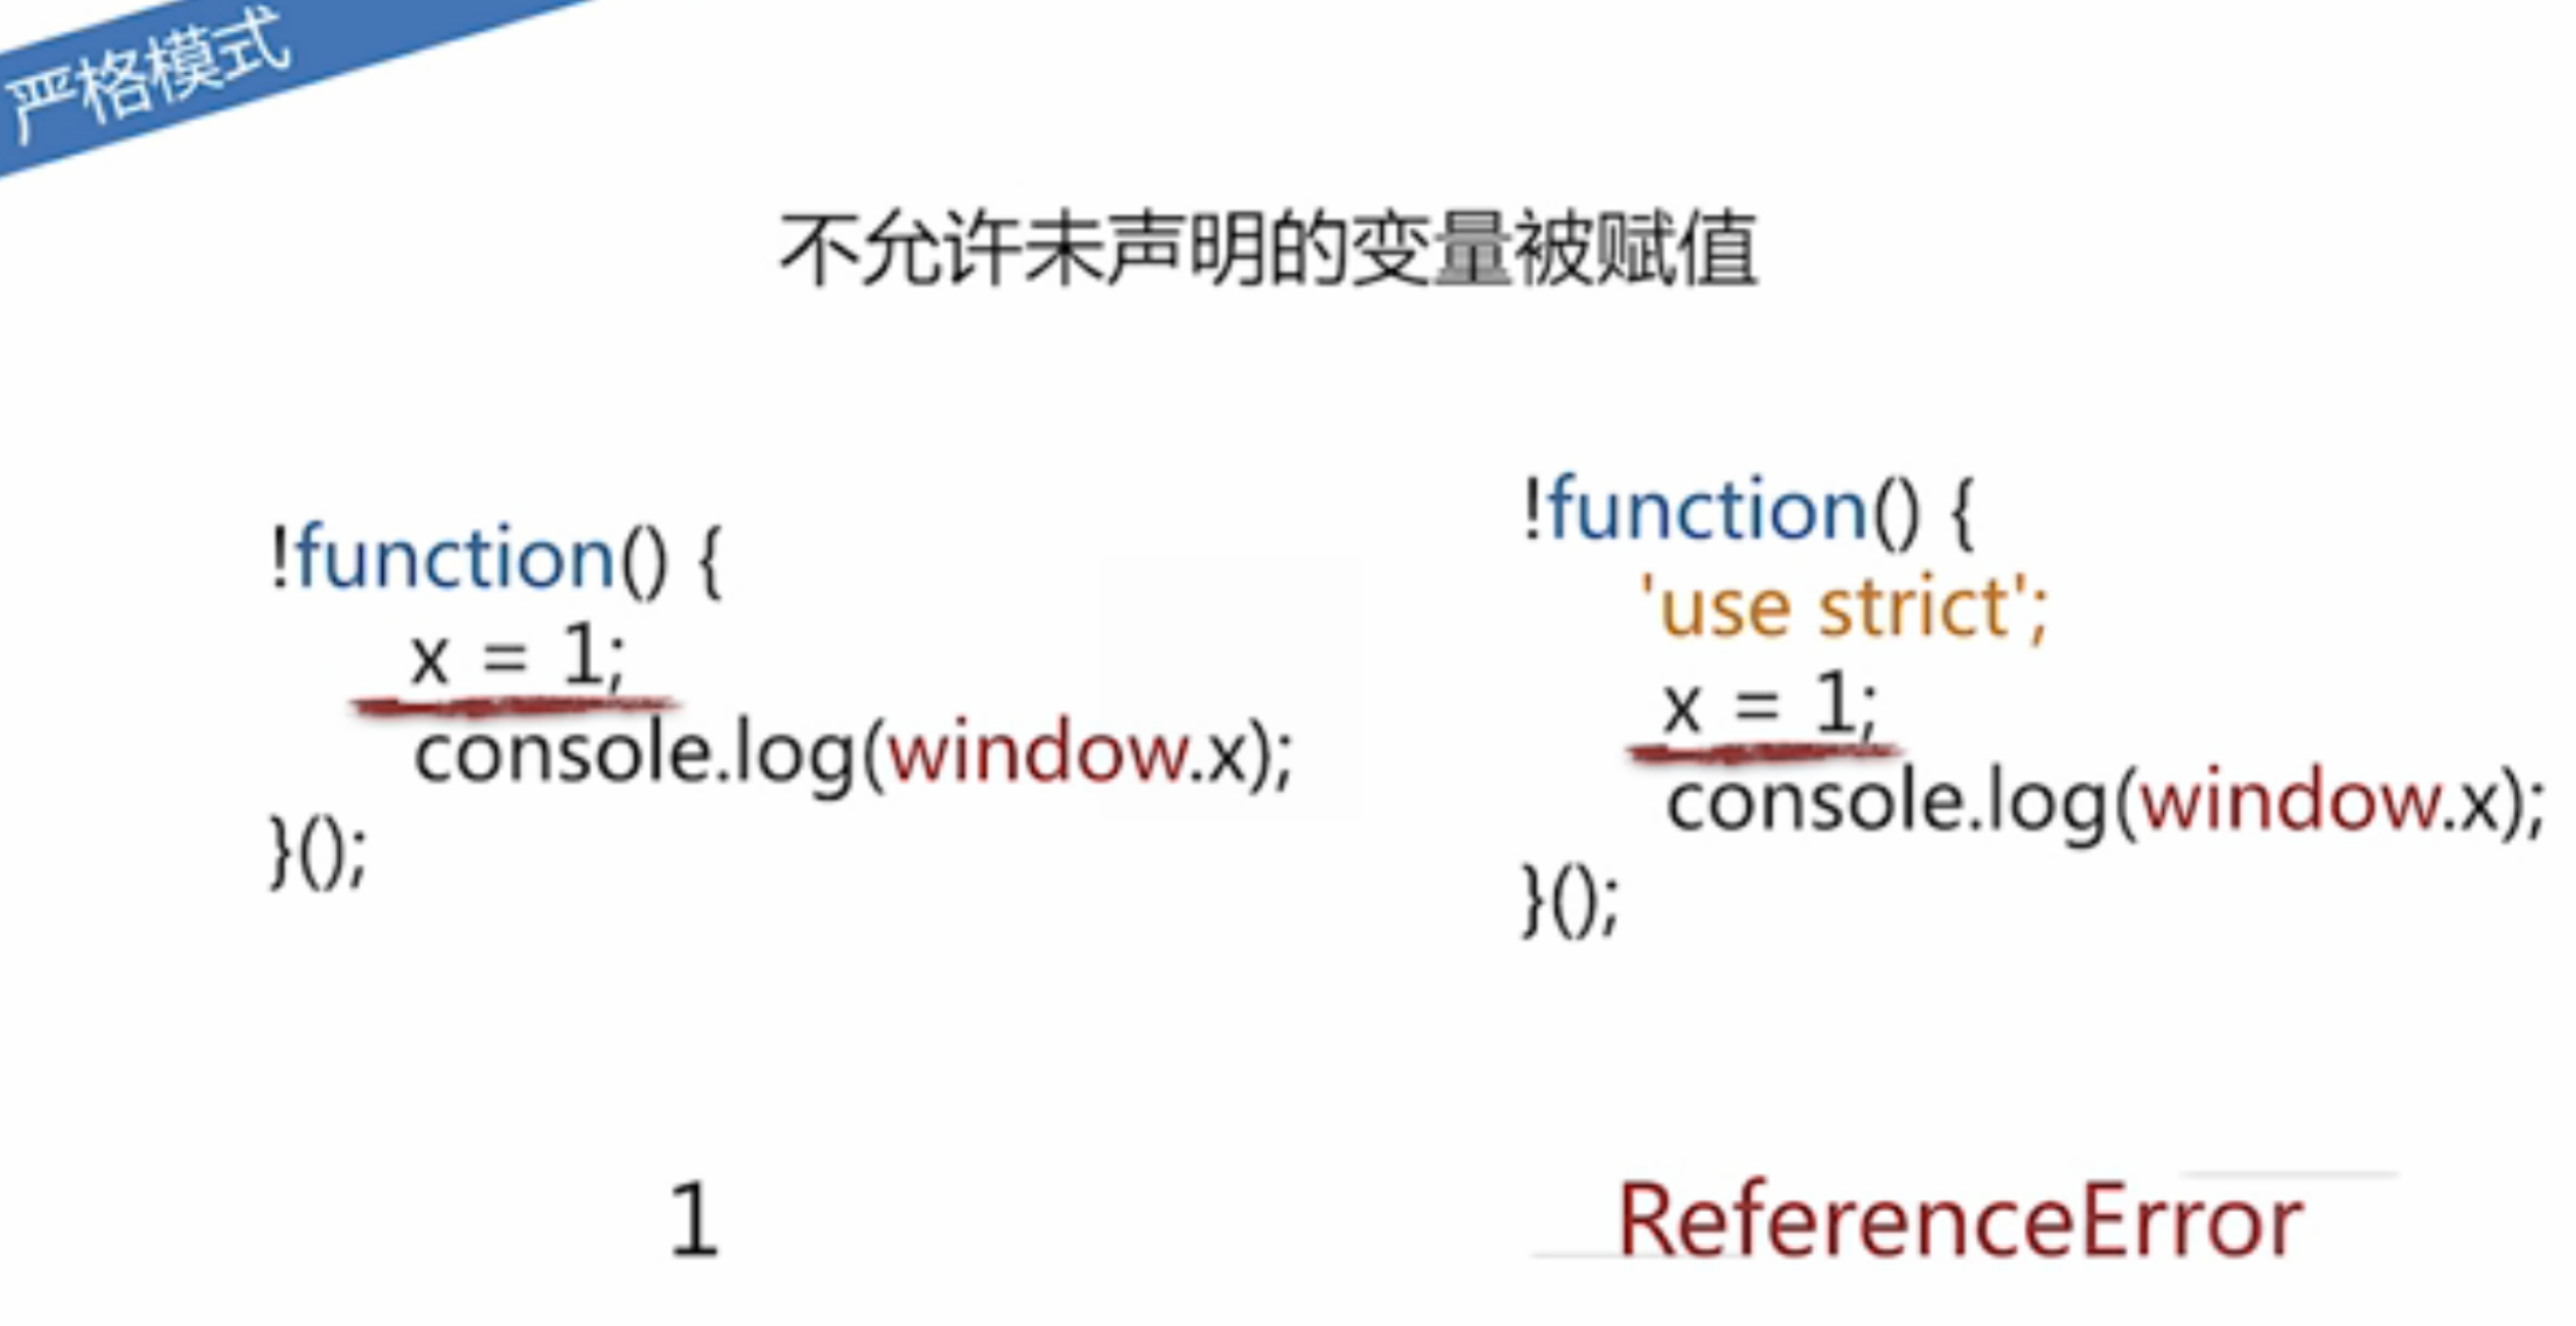 严格模式
不允许未声明的变量被赋值
!function() {
x = 1;
console.log(window.x);
}();
1
!function() {
'use strict';
x = 1;
console.log(window.x);
}();
ReferenceError